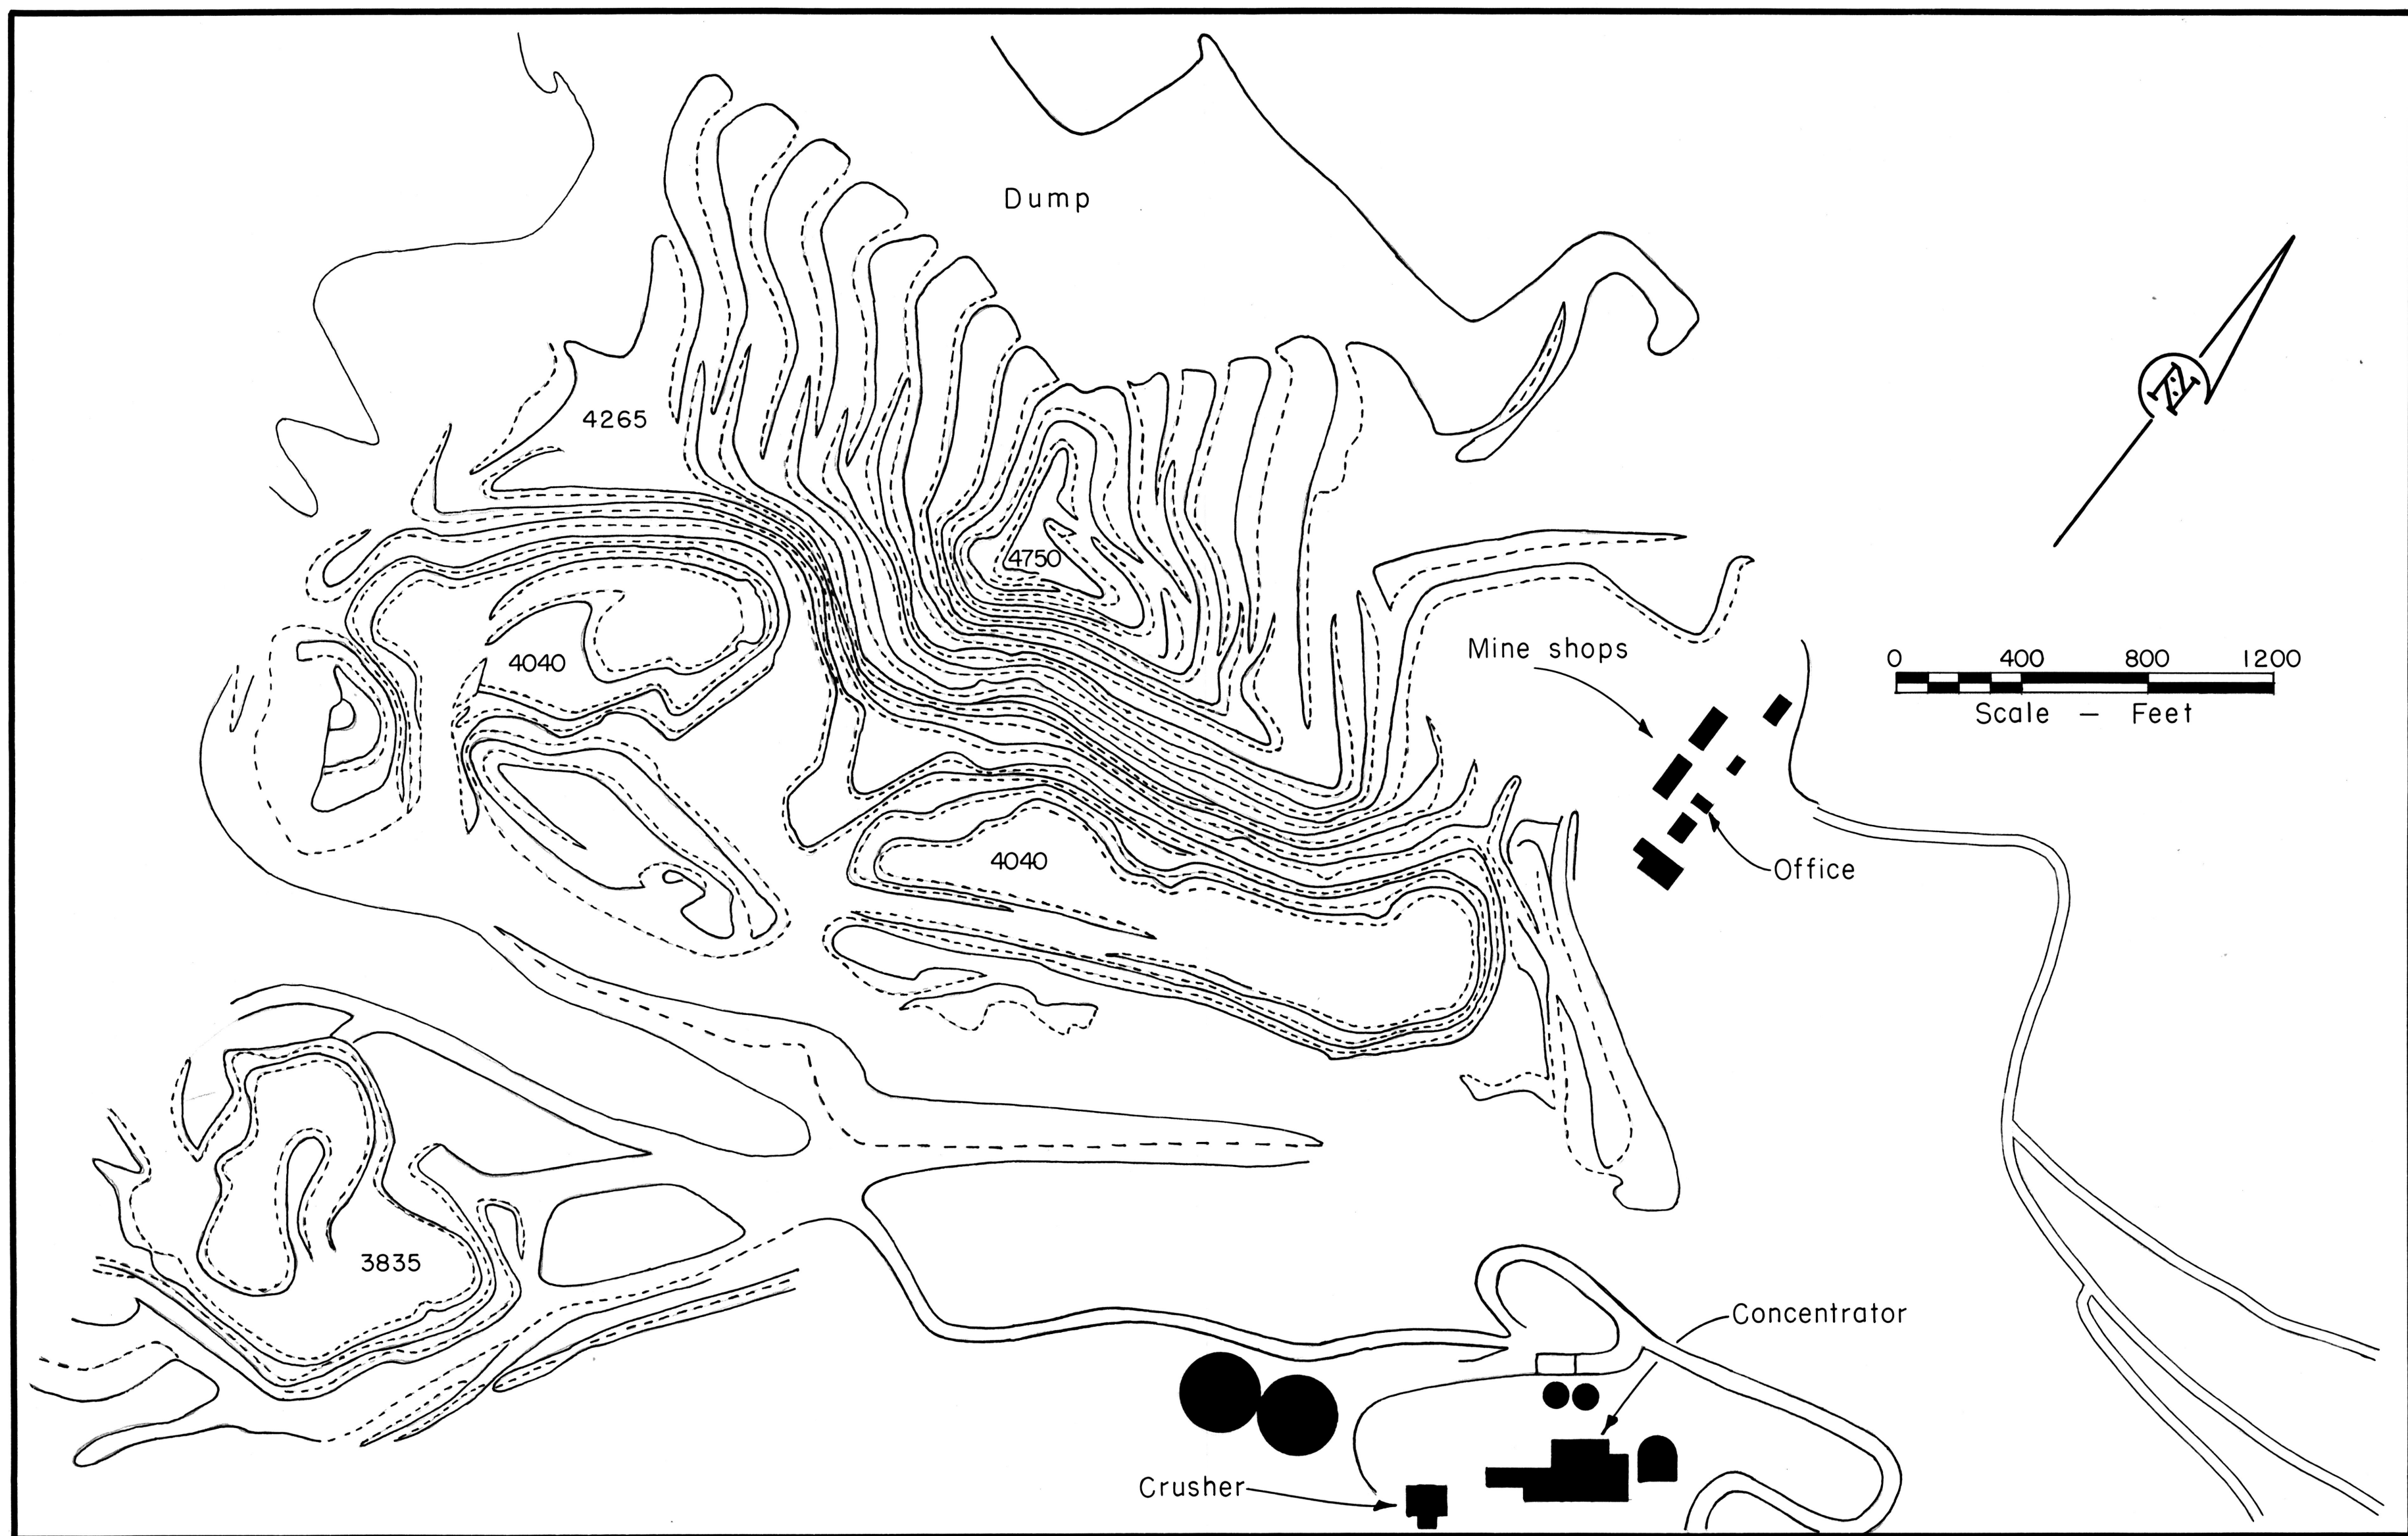 Dump
4265
4750
Mine shops
0 400 800 1200
Scale — Feet
N
4040
4040
Office
3835
Concentrator
Crusher